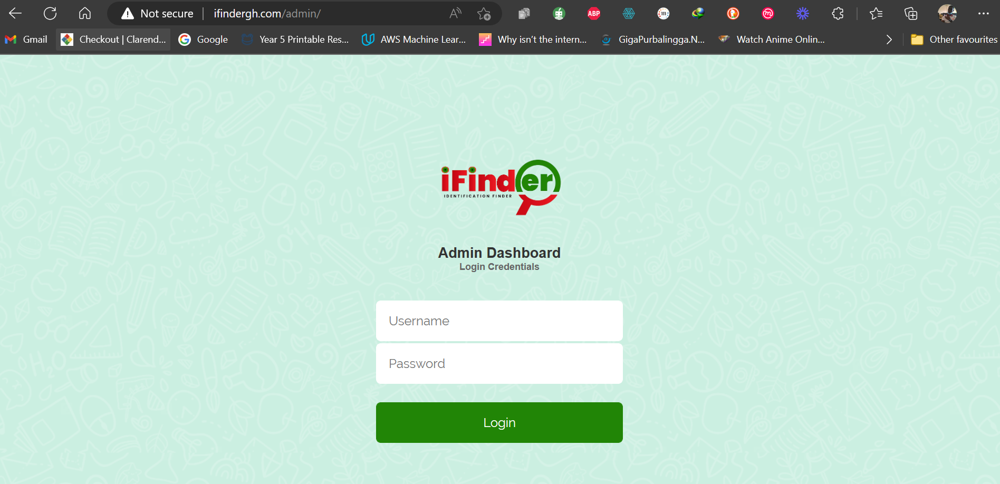 Not secure ifindergh.com/admin/
ABP
Gmail Checkout | Clarend... Google Year 5 Printable Res... AWS Machine Lear... Why isn't the intern... GigaPurbalingga.N... Watch Anime Onlin... Other favourites
iFinder
IDENTIFICATION FINDER
Admin Dashboard
Login Credentials
Username
Password
Login